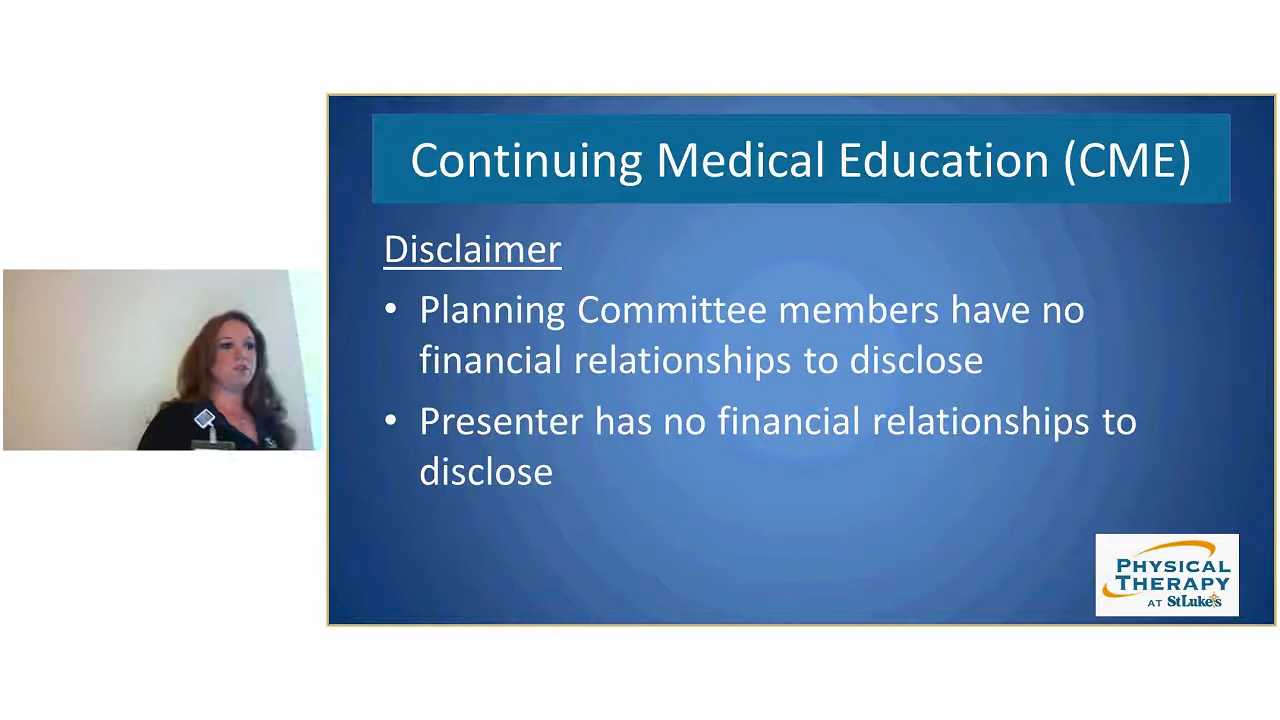 Continuing Medical Education (CME)
Disclaimer
• Planning Committee members have no
financial relationships to disclose
• Presenter has no financial relationships to
disclose
PHYSICAL
THERAPY
AT StLuke's